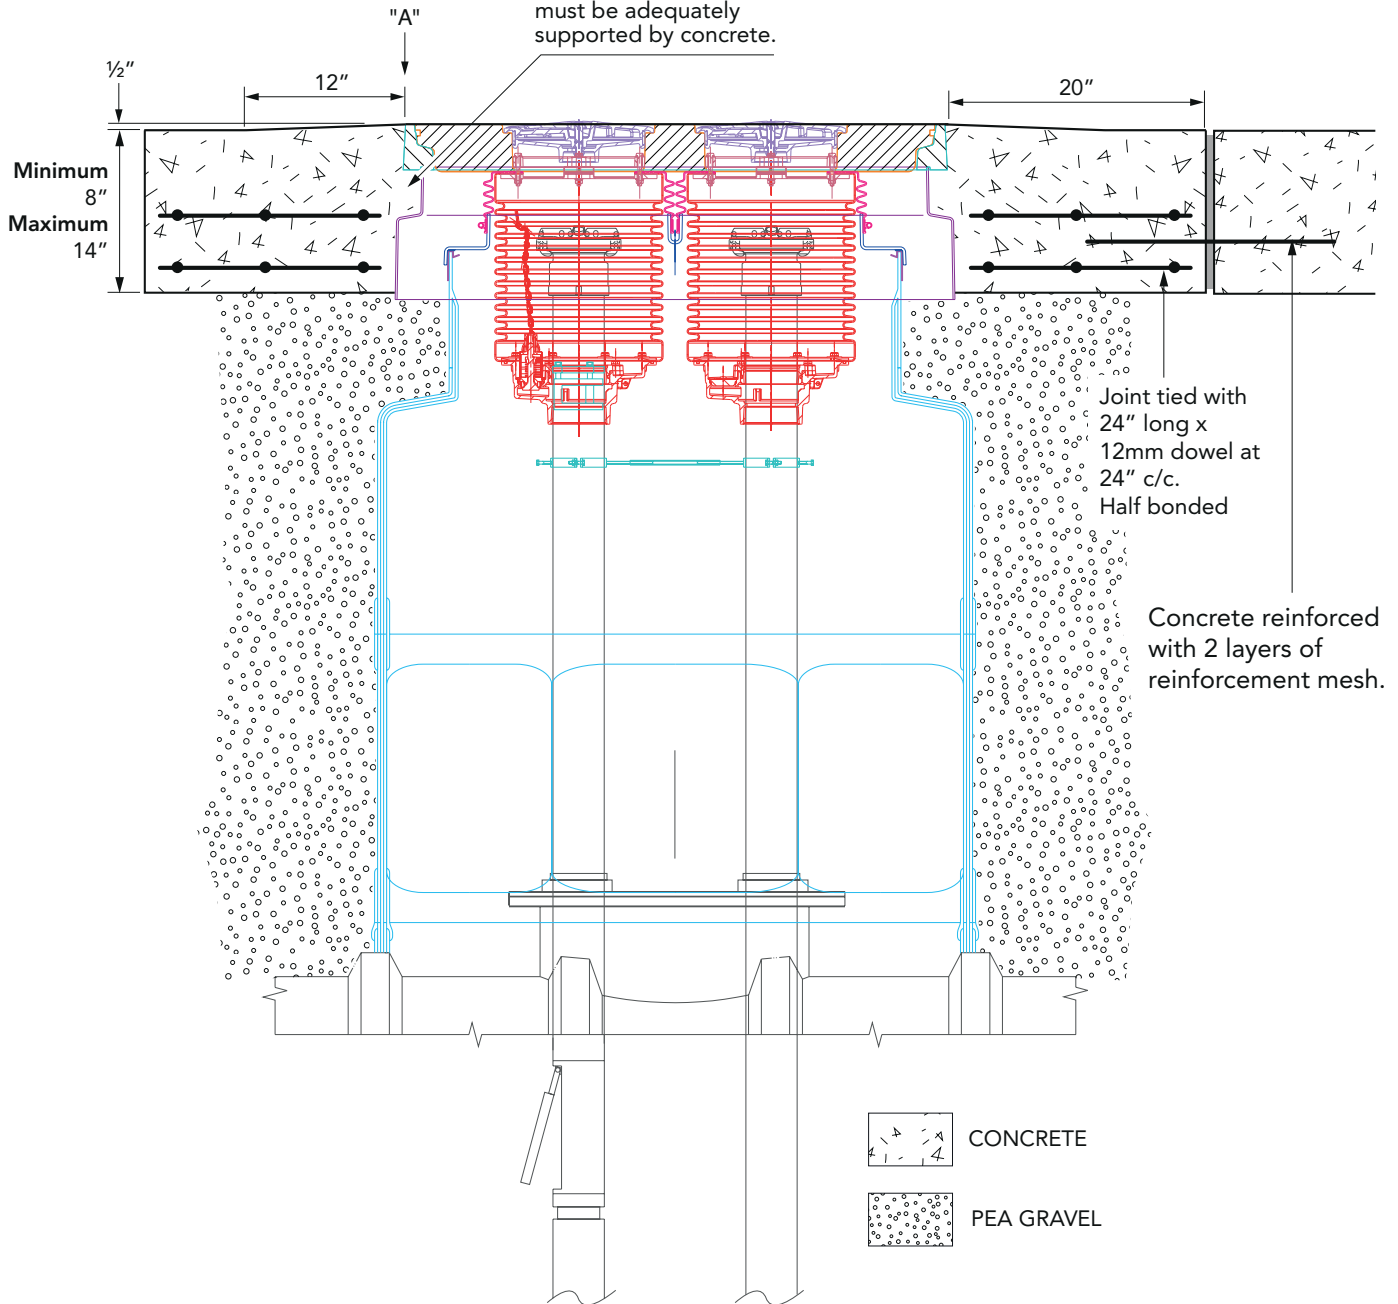 "A"
must be adequately
supported by concrete.
½"
12"
20"
Minimum
8"
Maximum
14"
Joint tied with
24" long x
12mm dowel at
24" c/c.
Half bonded
Concrete reinforced
with 2 layers of
reinforcement mesh.
CONCRETE
PEA GRAVEL